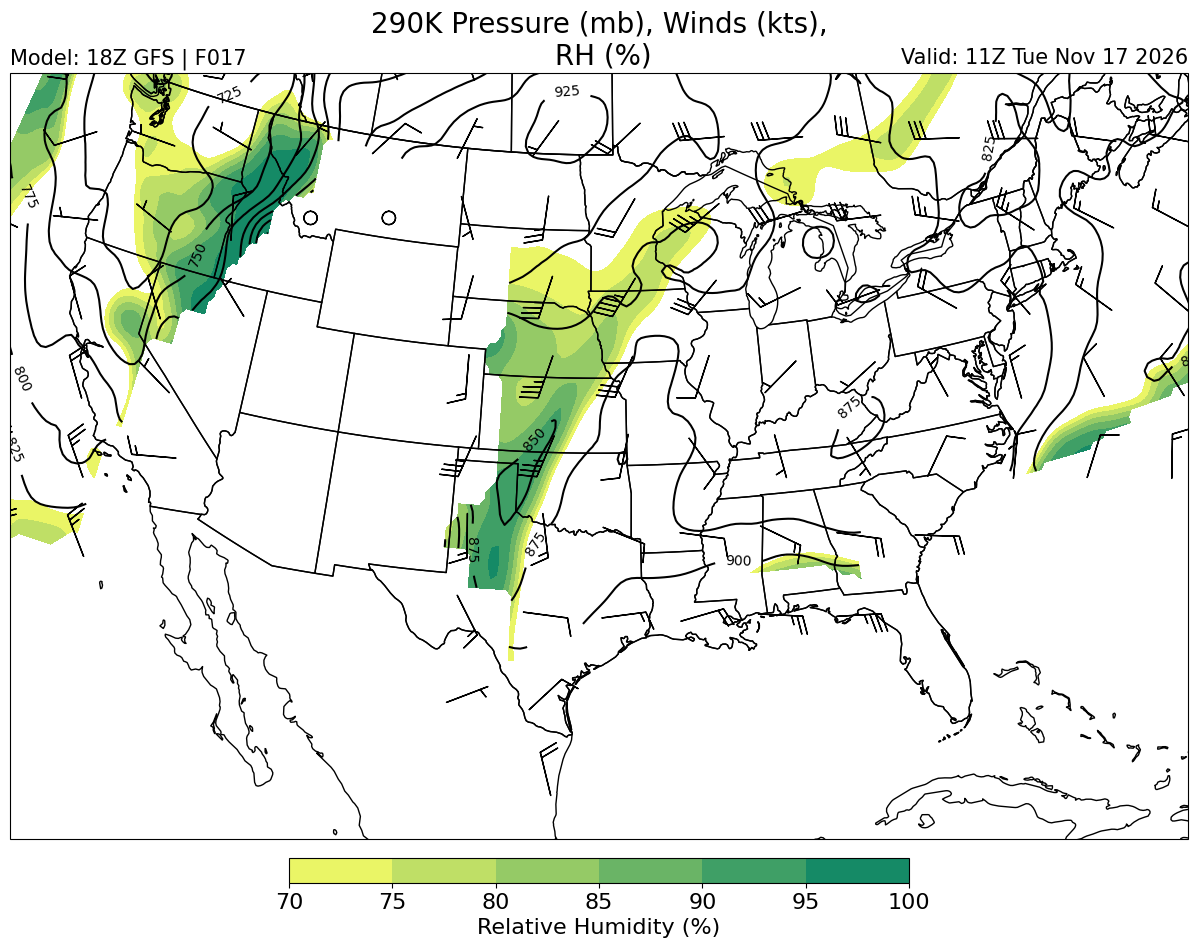 290K Pressure (mb), Winds (kts),
RH (%)
Model: 18Z GFS | F017
Valid: 11Z Tue Nov 17 2026
725
925
825
775
750
800
875
825
850
875
875
900
70 75 80 85 90 95 100
Relative Humidity (%)